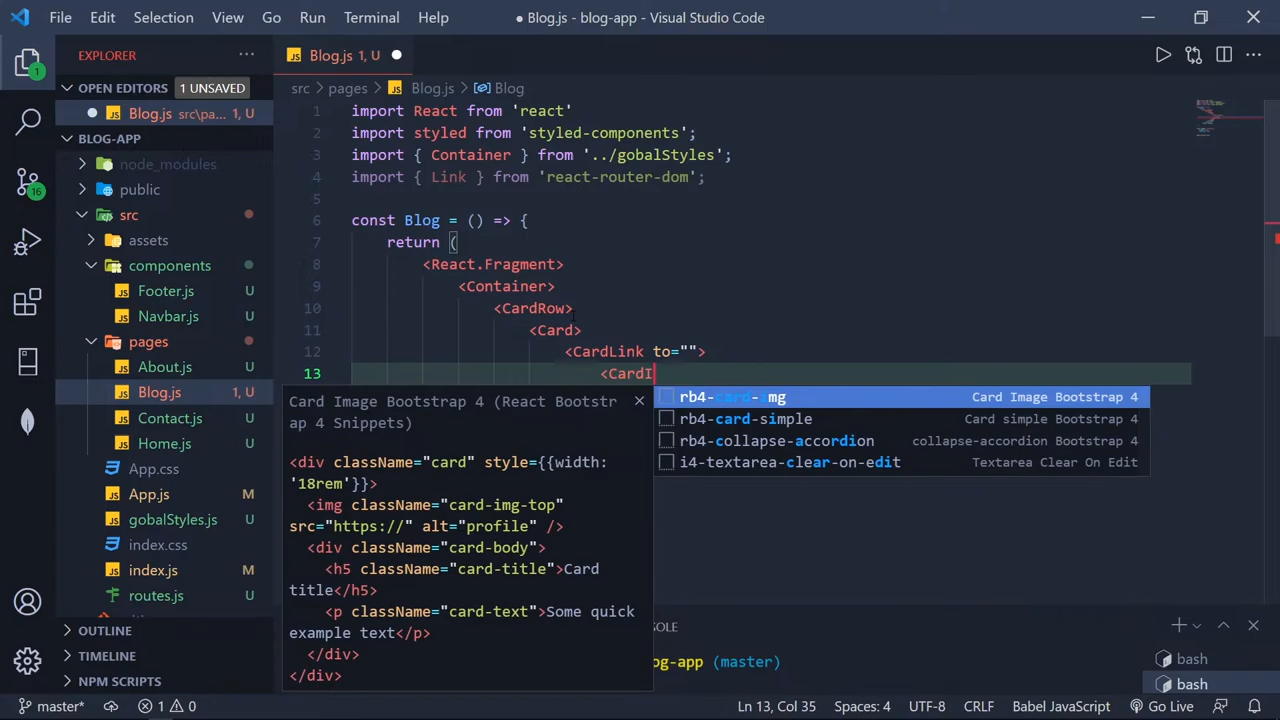 File Edit Selection View Go Run Terminal Help ● Blog.js - blog-app - Visual Studio Code
EXPLORER ···
Blog.js 1, U
OPEN EDITORS 1 UNSAVED
Blog.js src\pa... 1, U
BLOG-APP
node_modules
public
src
assets
components
Footer.js U
Navbar.js U
pages
About.js U
Blog.js 1, U
Contact.js U
Home.js U
App.css
App.js M
gobalStyles.js U
index.css
index.js M
routes.js U
OUTLINE
TIMELINE
NPM SCRIPTS
1
16
src > pages > Blog.js > Blog
1 import React from 'react'
2 import styled from 'styled-components';
3 import { Container } from '../gobalStyles';
4 import { Link } from 'react-router-dom';
5
6 const Blog = () => {
7 return (
8 <React.Fragment>
9 <Container>
10 <CardRow>
11 <Card>
12 <CardLink to="">
13 <CardI
rb4-card-img Card Image Bootstrap 4
rb4-card-simple Card simple Bootstrap 4
rb4-collapse-accordion collapse-accordion Bootstrap 4
i4-textarea-clear-on-edit Textarea Clear On Edit
Card Image Bootstrap 4 (React Bootstr
ap 4 Snippets)
<div className="card" style={{width:
'18rem'}}>
<img className="card-img-top"
src="https://" alt="profile" />
<div className="card-body">
<h5 className="card-title">Card
title</h5>
<p className="card-text">Some quick
example text</p>
</div>
</div>
og-app (master)
bash
bash
master* 1 0 Ln 13, Col 35 Spaces: 4 UTF-8 CRLF Babel JavaScript Go Live